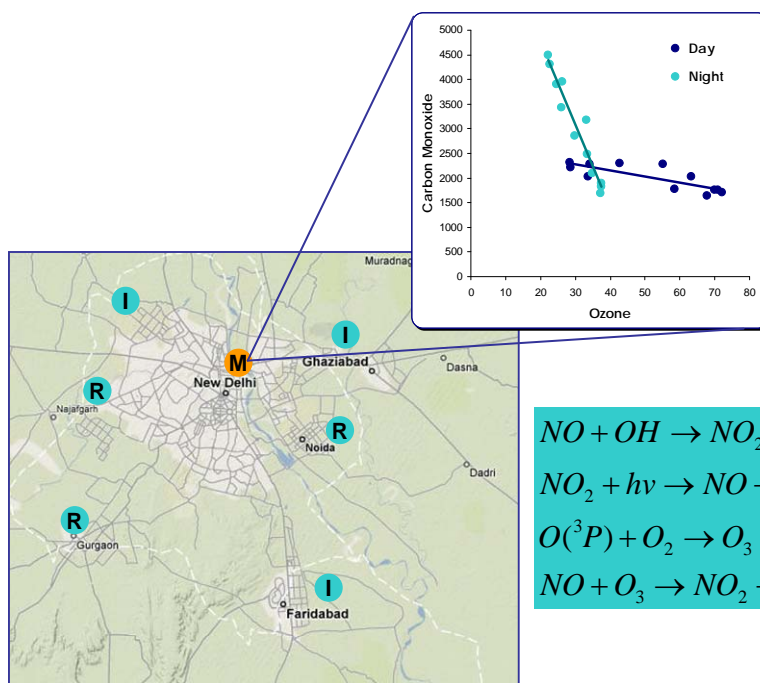 5000
4500
4000
3500
3000
2500
2000
1500
1000
500
0
Carbon Monoxide
Day
Night
0 10 20 30 40 50 60 70 80
Ozone
Muradnag
I
I
M
Ghaziabad
Dasna
New Delhi
R
Najafgarh
R
Noida
Dadri
R
Gurgaon
I
Faridabad
NO + OH → NO₂
NO₂ + hv → NO +
O(³P) + O₂ → O₃
NO + O₃ → NO₂ +